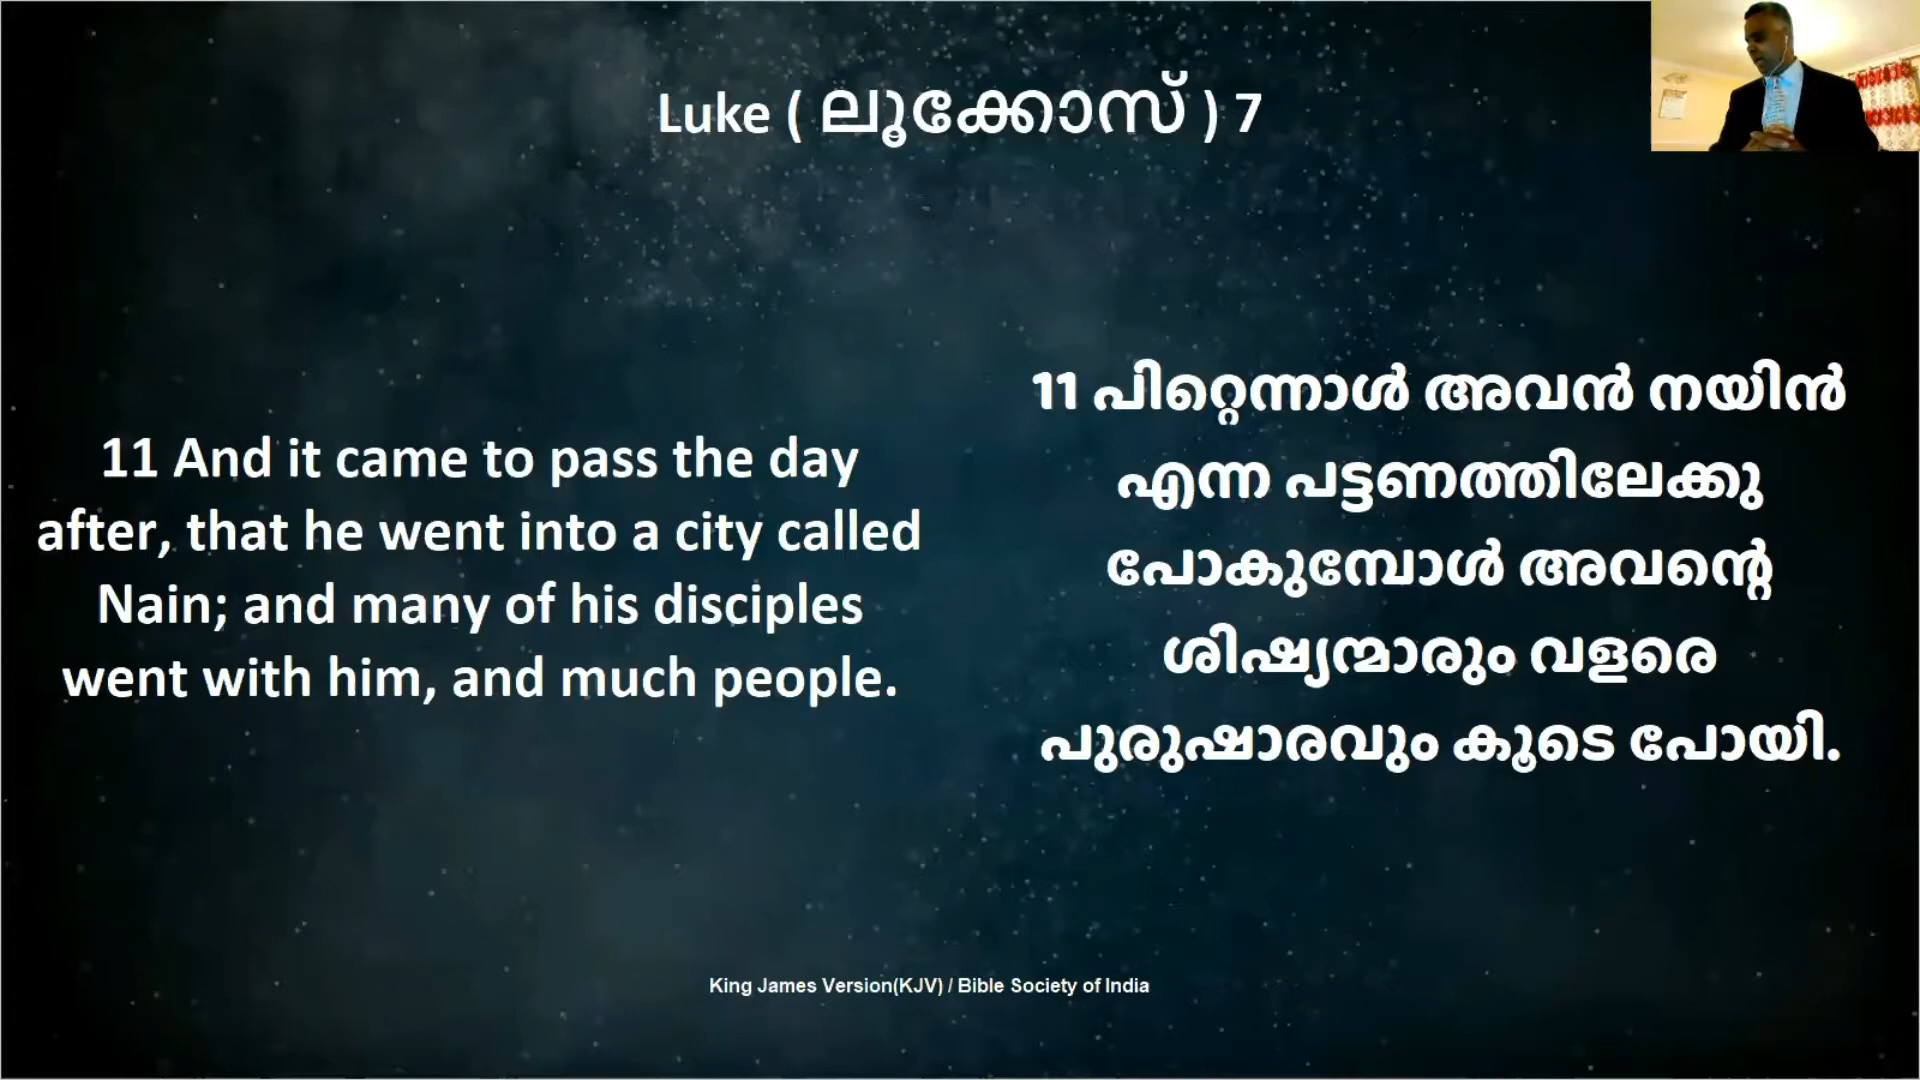 Luke ( ലൂക്കോസ് ) 7
11 And it came to pass the day
after, that he went into a city called
Nain; and many of his disciples
went with him, and much people.
11 പിറ്റെന്നാൾ അവൻ നയിൻ
എന്ന പട്ടണത്തിലേക്കു
പോകുമ്പോൾ അവന്റെ
ശിഷ്യന്മാരും വളരെ
പുരുഷാരവും കൂടെ പോയി.
King James Version(KJV) / Bible Society of India